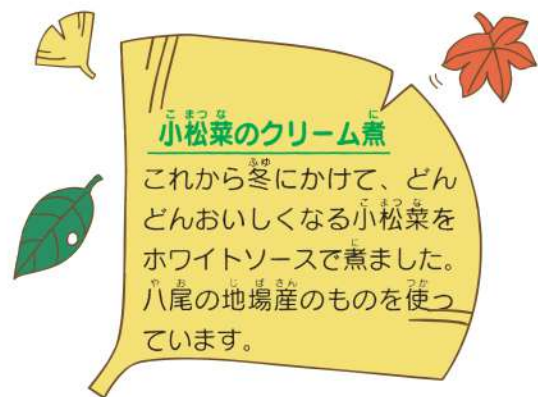 小松菜のクリーム煮
これから冬にかけて、どん
どんおいしくなる小松菜を
ホワイトソースで煮ました。
八尾の地場産のものを使っ
ています。